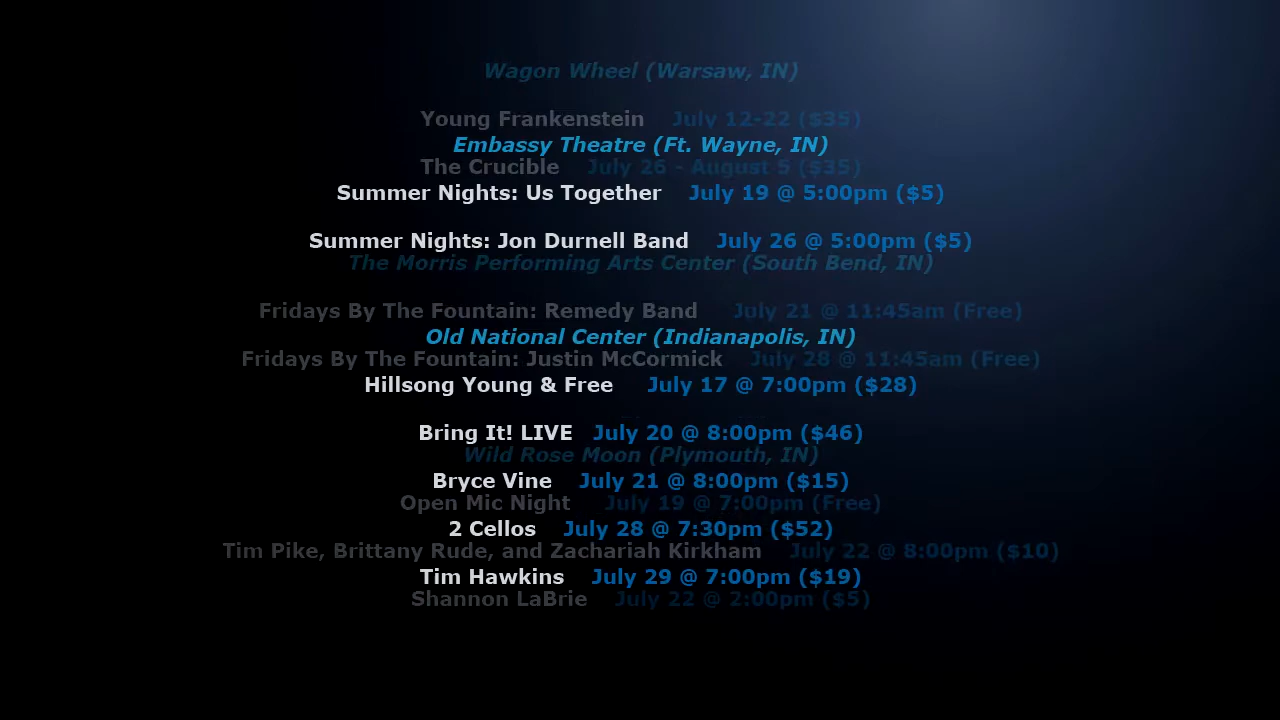 Wagon Wheel (Warsaw, IN)
Young Frankenstein July 12-22 ($35)
Embassy Theatre (Ft. Wayne, IN)
The Crucible July 26 - August 5 ($35)
Summer Nights: Us Together July 19 @ 5:00pm ($5)
Summer Nights: Jon Durnell Band July 26 @ 5:00pm ($5)
The Morris Performing Arts Center (South Bend, IN)
Fridays By The Fountain: Remedy Band July 21 @ 11:45am (Free)
Old National Center (Indianapolis, IN)
Fridays By The Fountain: Justin McCormick July 28 @ 11:45am (Free)
Hillsong Young & Free July 17 @ 7:00pm ($28)
Bring It! LIVE July 20 @ 8:00pm ($46)
Wild Rose Moon (Plymouth, IN)
Bryce Vine July 21 @ 8:00pm ($15)
Open Mic Night July 19 @ 7:00pm (Free)
2 Cellos July 28 @ 7:30pm ($52)
Tim Pike, Brittany Rude, and Zachariah Kirkham July 22 @ 8:00pm ($10)
Tim Hawkins July 29 @ 7:00pm ($19)
Shannon LaBrie July 22 @ 2:00pm ($5)